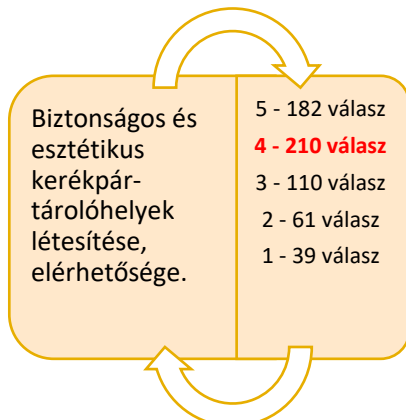 Biztonságos és
esztétikus
kerékpár-
tárolóhelyek
létesítése,
elérhetősége.
5 - 182 válasz
4 - 210 válasz
3 - 110 válasz
2 - 61 válasz
1 - 39 válasz